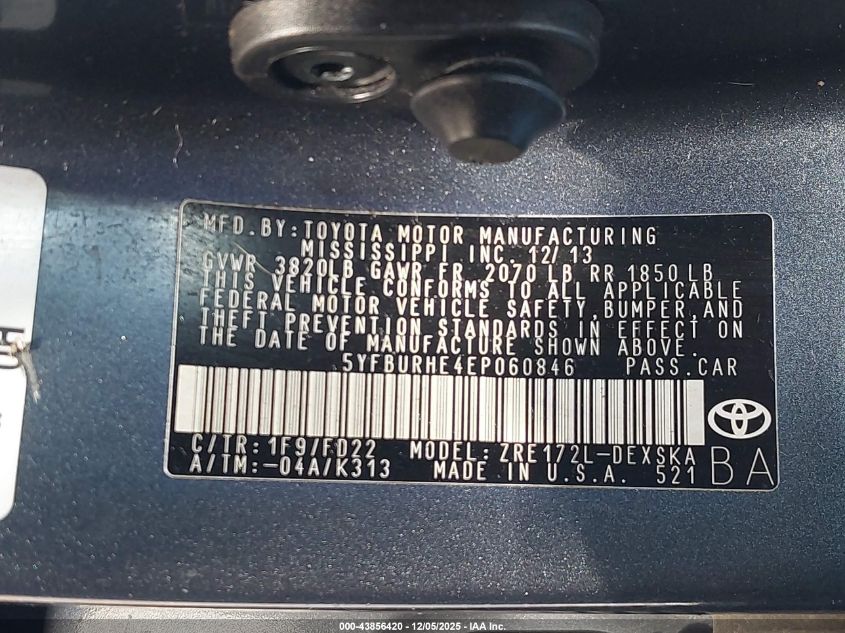 MFD.BY:TOYOTA MOTOR MANUFACTURING
MISSISSIPPI INC. 12/13
GVWR 3820LB GAWR FR 2070 LB RR 1850 LB
THIS VEHICLE CONFORMS TO ALL APPLICABLE
FEDERAL MOTOR VEHICLE SAFETY,BUMPER,AND
THEFT PREVENTION STANDARDS IN EFFECT ON
THE DATE OF MANUFACTURE SHOWN ABOVE.
5YFBURHE4EP060846 PASS.CAR
C/TR:1F9/FD22 MODEL:ZRE172L-DEXSKA
A/TM:-04A/K313 MADE IN U.S.A. 521 BA
000-43856420 - 12/05/2025 - IAA Inc.